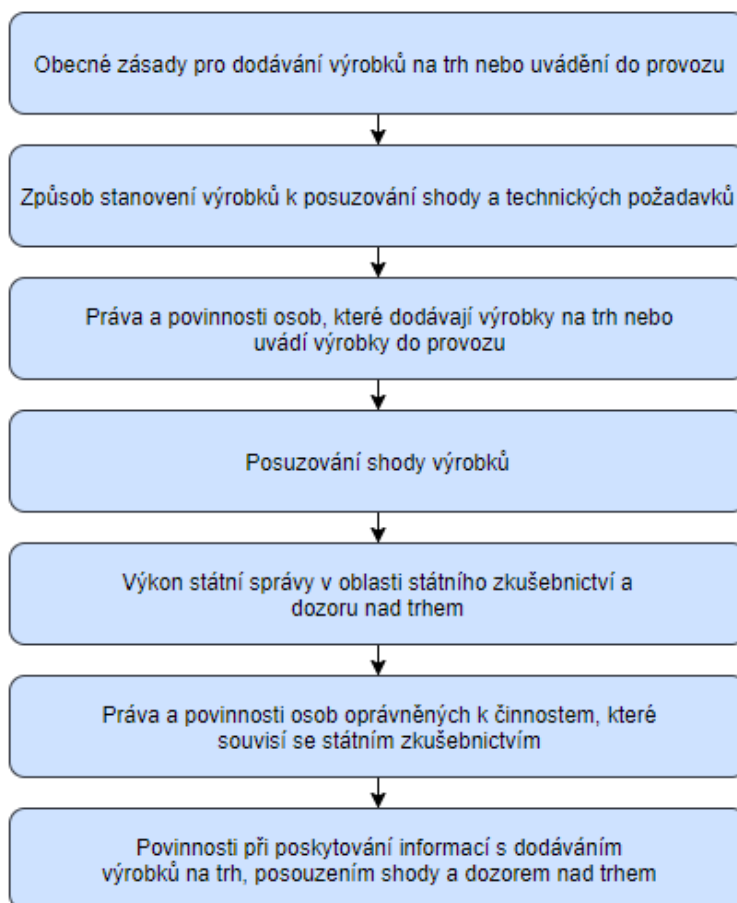 Obecné zásady pro dodávání výrobků na trh nebo uvádění do provozu
Způsob stanovení výrobků k posuzování shody a technických požadavků
Práva a povinnosti osob, které dodávají výrobky na trh nebo
uvádí výrobky do provozu
Posuzování shody výrobků
Výkon státní správy v oblasti státního zkušebnictví a
dozoru nad trhem
Práva a povinnosti osob oprávněných k činnostem, které
souvisí se státním zkušebnictvím
Povinnosti při poskytování informací s dodáváním
výrobků na trh, posouzením shody a dozorem nad trhem